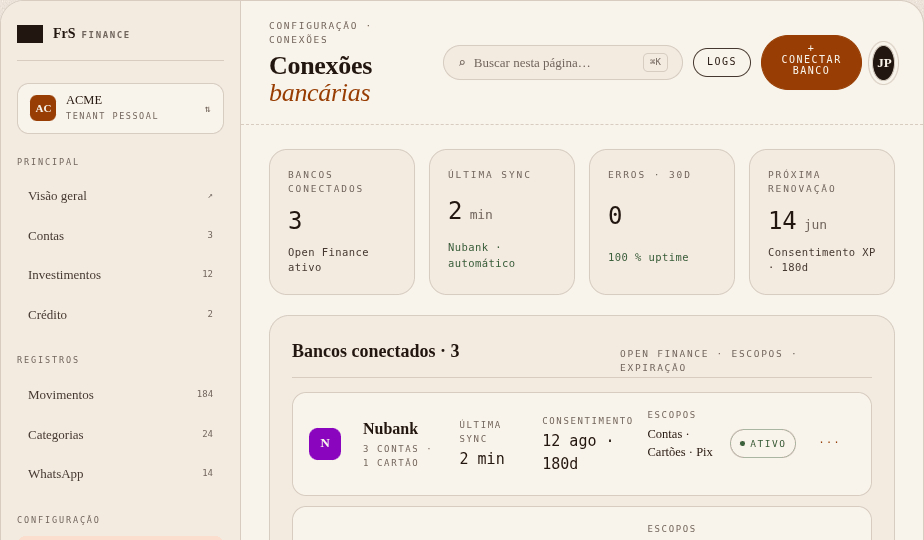 FrS FINANCE
AC
ACME
TENANT PESSOAL
⇅
PRINCIPAL
Visão geral ↗
Contas 3
Investimentos 12
Crédito 2
REGISTROS
Movimentos 184
Categorias 24
WhatsApp 14
CONFIGURAÇÃO
CONFIGURAÇÃO ·
CONEXÕES
Conexões
bancárias
⌕ Buscar nesta página… ⌘K
LOGS
+
CONECTAR
BANCO
JP
BANCOS
CONECTADOS
3
Open Finance
ativo
ÚLTIMA SYNC
2 min
Nubank ·
automático
ERROS · 30D
0
100 % uptime
PRÓXIMA
RENOVAÇÃO
14 jun
Consentimento XP
· 180d
Bancos conectados · 3
OPEN FINANCE · ESCOPOS ·
EXPIRAÇÃO
N
Nubank
3 CONTAS ·
1 CARTÃO
ÚLTIMA
SYNC
2 min
CONSENTIMENTO
12 ago ·
180d
ESCOPOS
Contas ·
Cartões · Pix
ATIVO
···
ESCOPOS